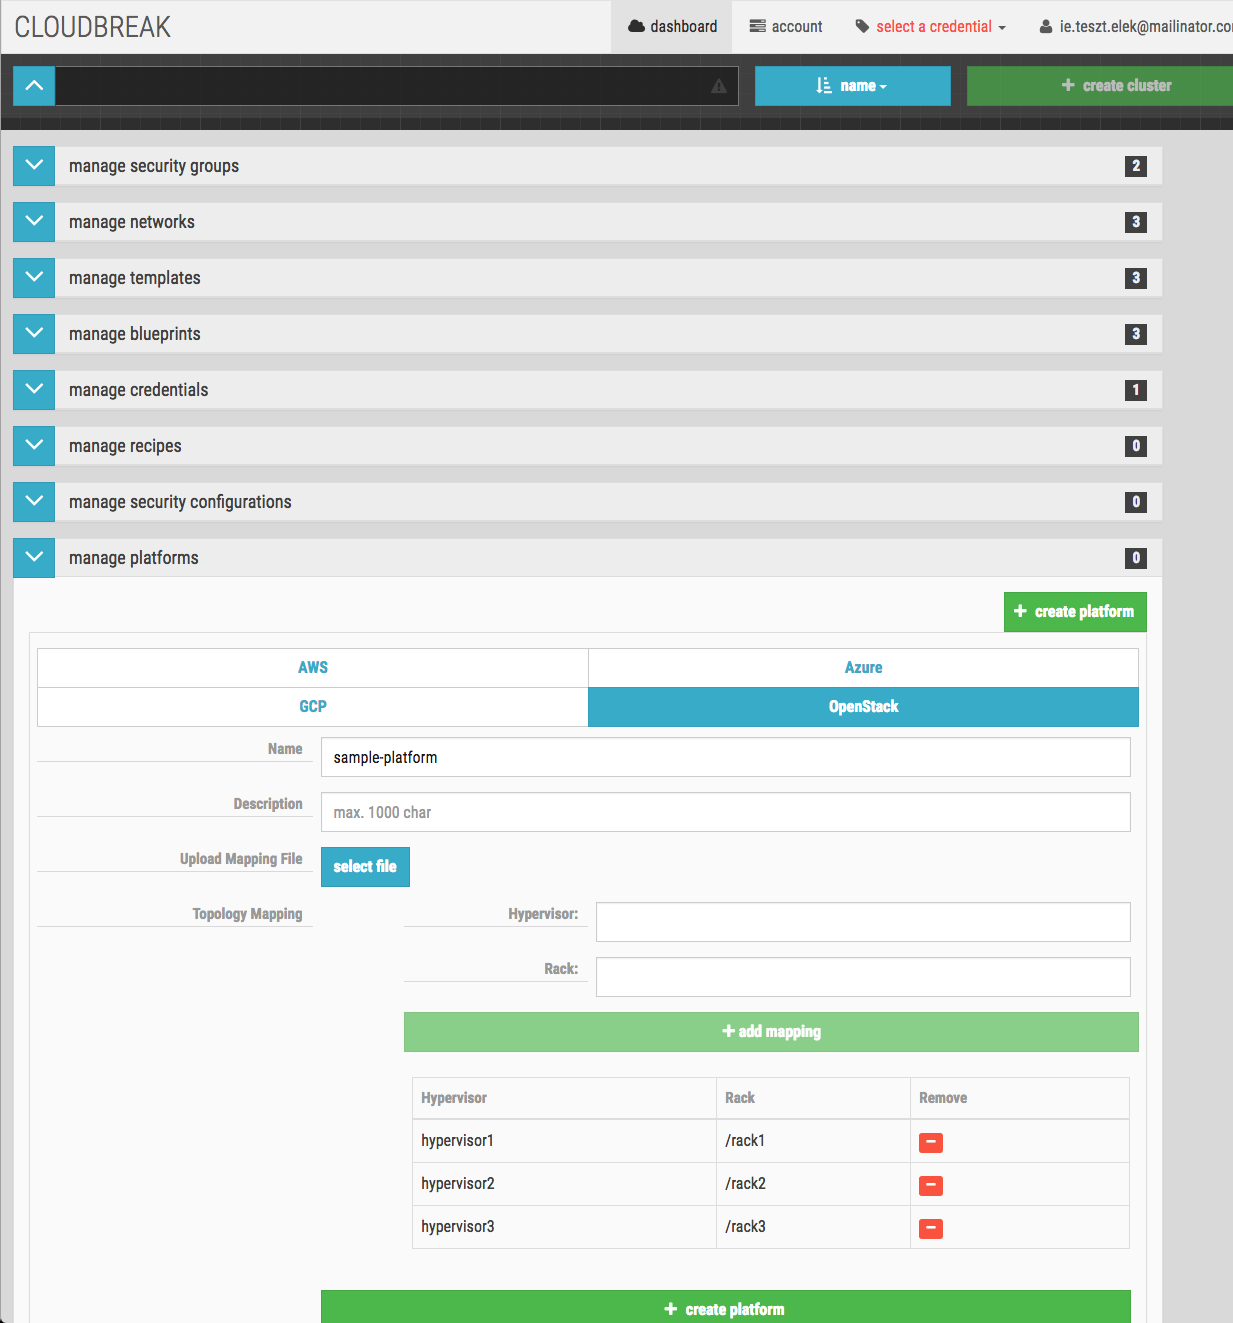 CLOUDBREAK
dashboard
account
select a credential
ie.teszt.elek@mailinator.co
name
create cluster
manage security groups 2
manage networks 3
manage templates 3
manage blueprints 3
manage credentials 1
manage recipes 0
manage security configurations 0
manage platforms 0
+ create platform
AWS Azure
GCP OpenStack
Name sample-platform
Description max. 1000 char
Upload Mapping File select file
Topology Mapping Hypervisor:
Rack:
+ add mapping
Hypervisor Rack Remove
hypervisor1 /rack1
hypervisor2 /rack2
hypervisor3 /rack3
+ create platform